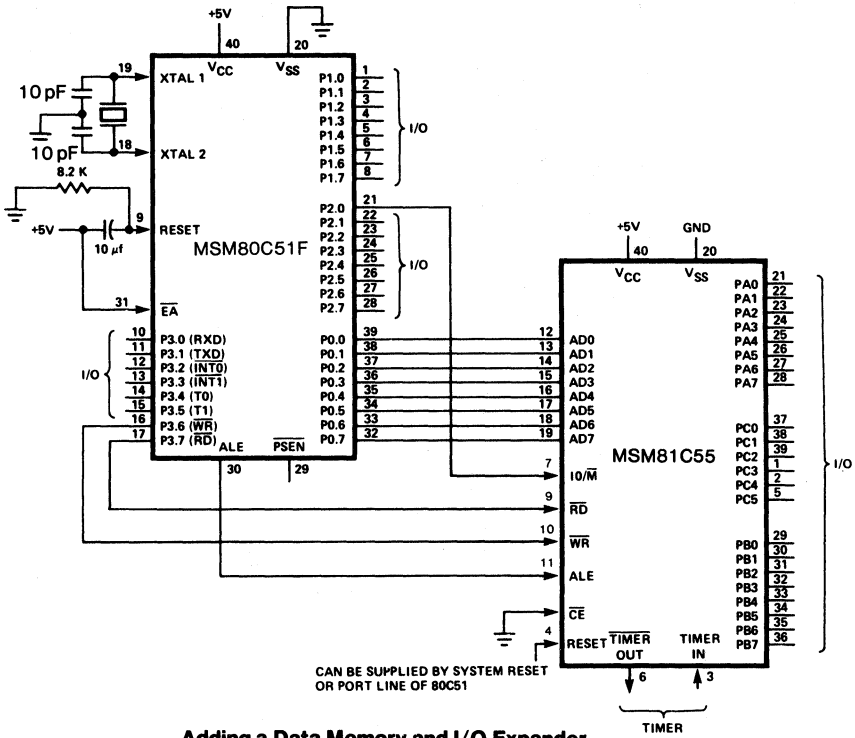 +5V
40
20
VCC
VSS
19
XTAL 1
10 pF
10 pF
18
XTAL 2
8.2 K
9
RESET
+5V
10 μf
MSM80C51F
31
EA
10
P3.0 (RXD)
11
P3.1 (TXD)
12
P3.2 (INT0)
13
P3.3 (INT1)
14
P3.4 (T0)
15
P3.5 (T1)
16
P3.6 (WR)
17
P3.7 (RD)
I/O
ALE
30
PSEN
29
P1.0
1
P1.1
2
P1.2
3
P1.3
4
P1.4
5
P1.5
6
P1.6
7
P1.7
8
I/O
P2.0
21
P2.1
22
P2.2
23
P2.3
24
P2.4
25
P2.5
26
P2.6
27
P2.7
28
I/O
P0.0
39
P0.1
38
P0.2
37
P0.3
36
P0.4
35
P0.5
34
P0.6
33
P0.7
32
+5V
GND
40
20
VCC
VSS
12
AD0
13
AD1
14
AD2
15
AD3
16
AD4
17
AD5
18
AD6
19
AD7
MSM81C55
7
IO/M
9
RD
10
WR
11
ALE
CE
4
RESET
TIMER
OUT
TIMER
IN
6
3
TIMER
PA0
21
PA1
22
PA2
23
PA3
24
PA4
25
PA5
26
PA6
27
PA7
28
PC0
37
PC1
38
PC2
39
PC3
1
PC4
2
PC5
5
I/O
PB0
29
PB1
30
PB2
31
PB3
32
PB4
33
PB5
34
PB6
35
PB7
36
CAN BE SUPPLIED BY SYSTEM RESET
OR PORT LINE OF 80C51
Adding a Data Memory and I/O Expander